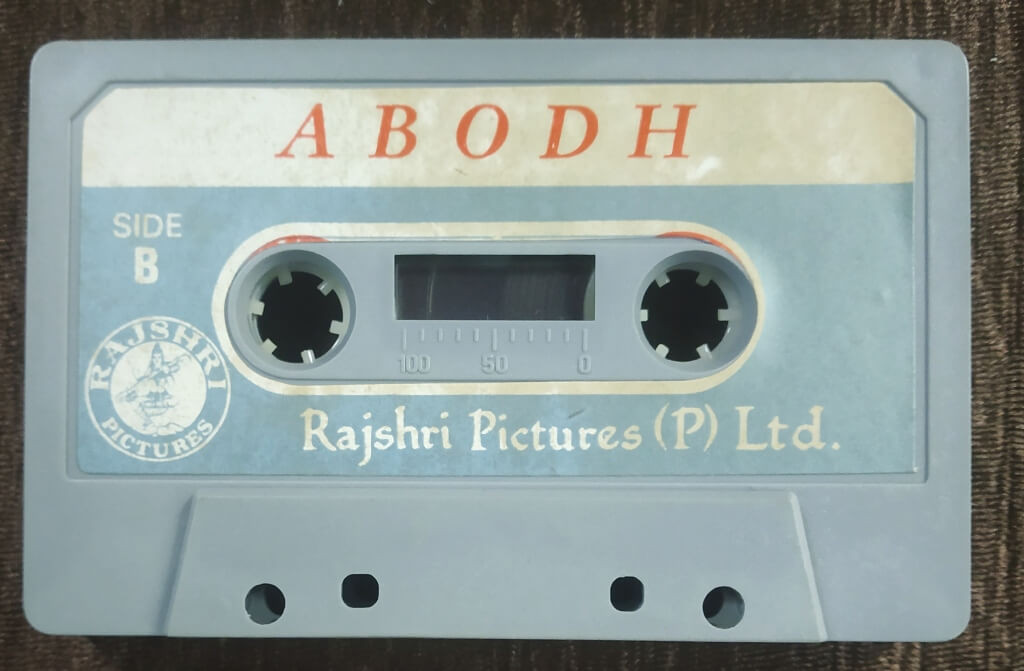 ABODH
SIDE
B
100 50 0
RAJSHRI
PICTURES
Rajshri Pictures (P) Ltd.